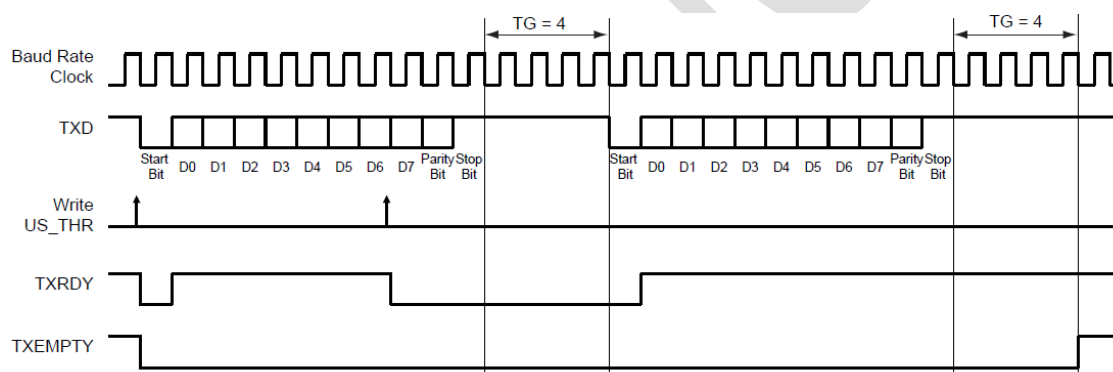 TG = 4
TG = 4
Baud Rate
Clock
TXD
Start
Bit
D0 D1 D2 D3 D4 D5 D6 D7
Parity
Bit
Stop
Bit
Start
Bit
D0 D1 D2 D3 D4 D5 D6 D7
Parity
Bit
Stop
Bit
Write
US_THR
TXRDY
TXEMPTY